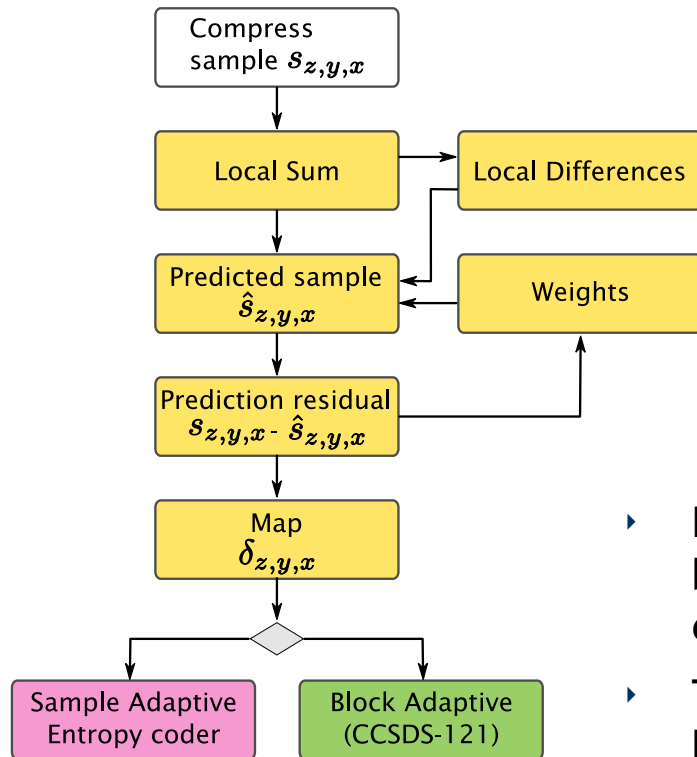 Compress
sample s_{z,y,x}
Local Sum
Local Differences
Predicted sample
ŝ_{z,y,x}
Weights
Prediction residual
s_{z,y,x} - ŝ_{z,y,x}
Map
δ_{z,y,x}
Sample Adaptive
Entropy coder
Block Adaptive
(CCSDS-121)